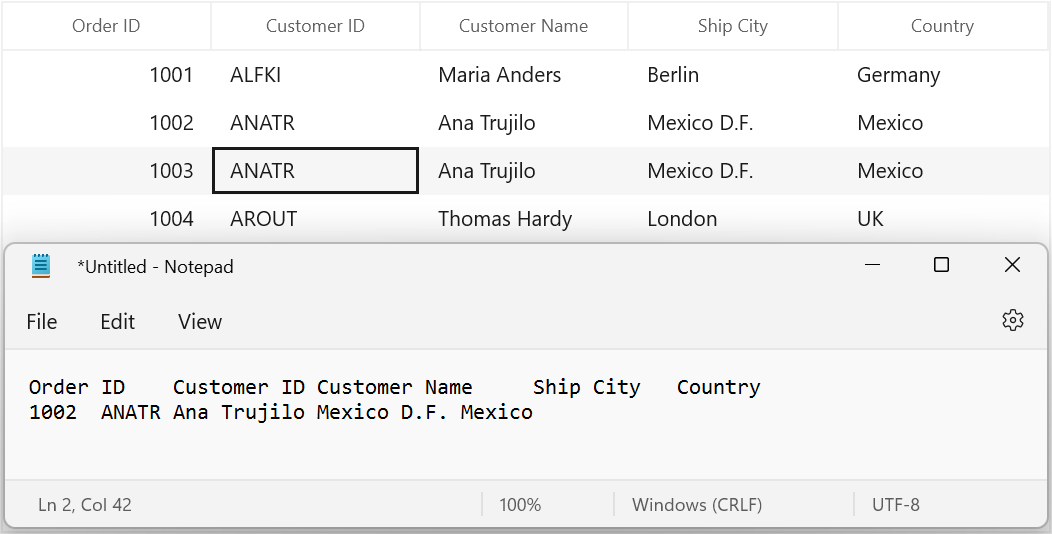 Order ID Customer ID Customer Name Ship City Country
1001 ALFKI Maria Anders Berlin Germany
1002 ANATR Ana Trujilo Mexico D.F. Mexico
1003 ANATR Ana Trujilo Mexico D.F. Mexico
1004 AROUT Thomas Hardy London UK
*Untitled - Notepad
File Edit View
Order ID Customer ID Customer Name Ship City Country
1002 ANATR Ana Trujilo Mexico D.F. Mexico
Ln 2, Col 42 100% Windows (CRLF) UTF-8